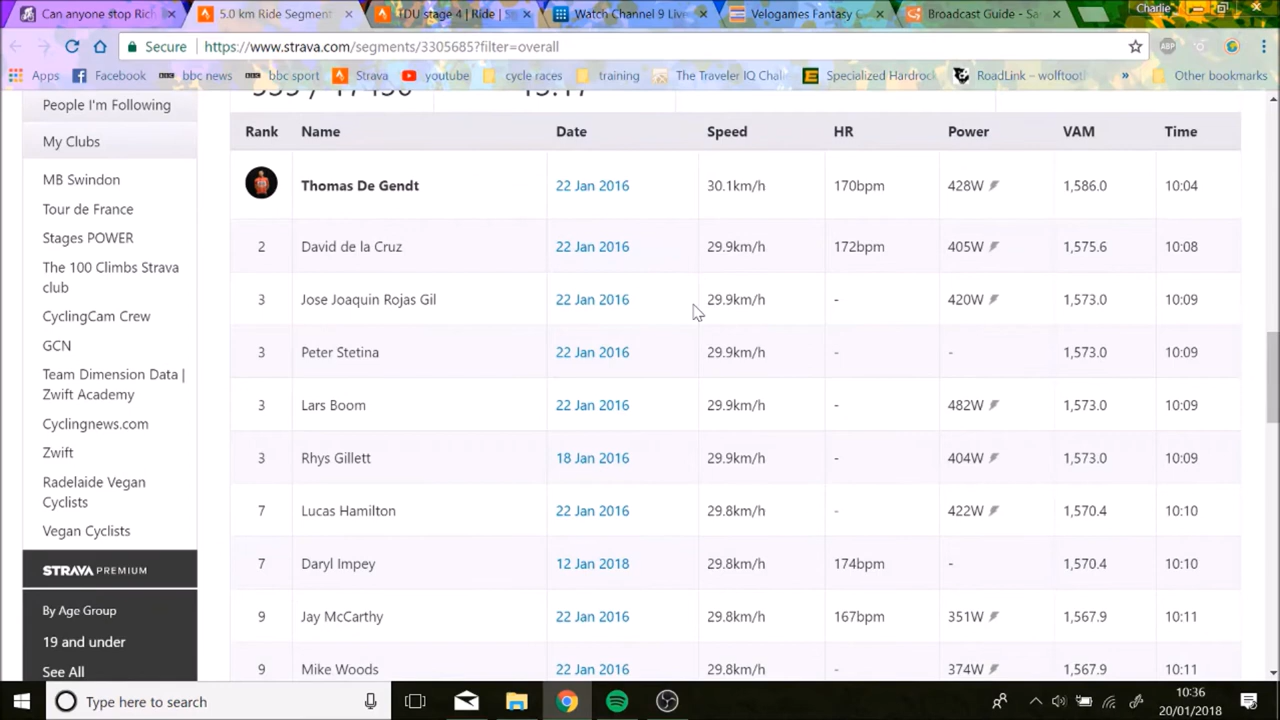 Can anyone stop Rich
5.0 km Ride Segment
TDU stage 4 | Ride | S
Watch Channel 9 Live
Velogames Fantasy C
Broadcast Guide - Sa
Charlie
Secure
https://www.strava.com/segments/3305685?filter=overall
ABP
Apps
Facebook
bbc news
bbc sport
Strava
youtube
cycle races
training
The Traveler IQ Chal
Specialized Hardroc
RoadLink – wolftoot
»
Other bookmarks
People I'm Following
My Clubs
MB Swindon
Tour de France
Stages POWER
The 100 Climbs Strava
club
CyclingCam Crew
GCN
Team Dimension Data |
Zwift Academy
Cyclingnews.com
Zwift
Radelaide Vegan
Cyclists
Vegan Cyclists
STRAVA PREMIUM
By Age Group
19 and under
See All
Rank Name Date Speed HR Power VAM Time
Thomas De Gendt 22 Jan 2016 30.1km/h 170bpm 428W 1,586.0 10:04
2 David de la Cruz 22 Jan 2016 29.9km/h 172bpm 405W 1,575.6 10:08
3 Jose Joaquin Rojas Gil 22 Jan 2016 29.9km/h - 420W 1,573.0 10:09
3 Peter Stetina 22 Jan 2016 29.9km/h - - 1,573.0 10:09
3 Lars Boom 22 Jan 2016 29.9km/h - 482W 1,573.0 10:09
3 Rhys Gillett 18 Jan 2016 29.9km/h - 404W 1,573.0 10:09
7 Lucas Hamilton 22 Jan 2016 29.8km/h - 422W 1,570.4 10:10
7 Daryl Impey 12 Jan 2018 29.8km/h 174bpm - 1,570.4 10:10
9 Jay McCarthy 22 Jan 2016 29.8km/h 167bpm 351W 1,567.9 10:11
9 Mike Woods 22 Jan 2016 29.8km/h - 374W 1,567.9 10:11
Type here to search
10:36
20/01/2018